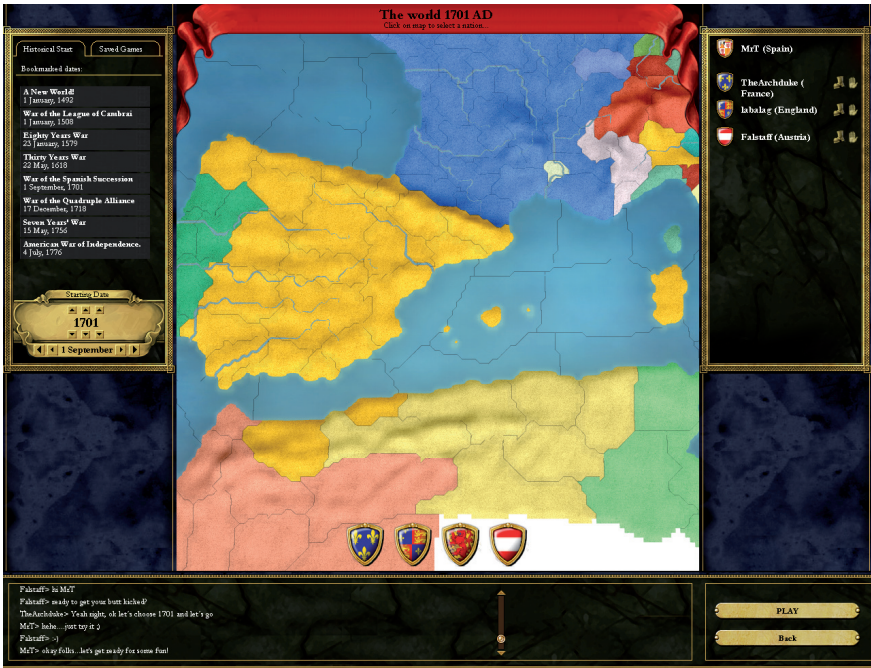 The world 1701 AD
Click on map to select a nation...
Historical Start
Saved Games
Bookmarked dates:
A New World!
1 January, 1492
War of the League of Cambrai
1 January, 1508
Eighty Years War
23 January, 1579
Thirty Years War
22 May, 1618
War of the Spanish Succession
1 September, 1701
War of the Quadruple Alliance
17 December, 1718
Seven Years' War
15 May, 1756
American War of Independence.
4 July, 1776
Starting Date
1701
1 September
MrT (Spain)
TheArchduke (
France)
labalag (England)
Falstaff (Austria)
Falstaff> hi MrT
Falstaff> ready to get your butt kicked?
TheArchduke> Yeah right, ok let's choose 1701 and let's go
MrT> hehe....just try it ;)
Falstaff> :-)
MrT> okay folks...let's get ready for some fun!
PLAY
Back